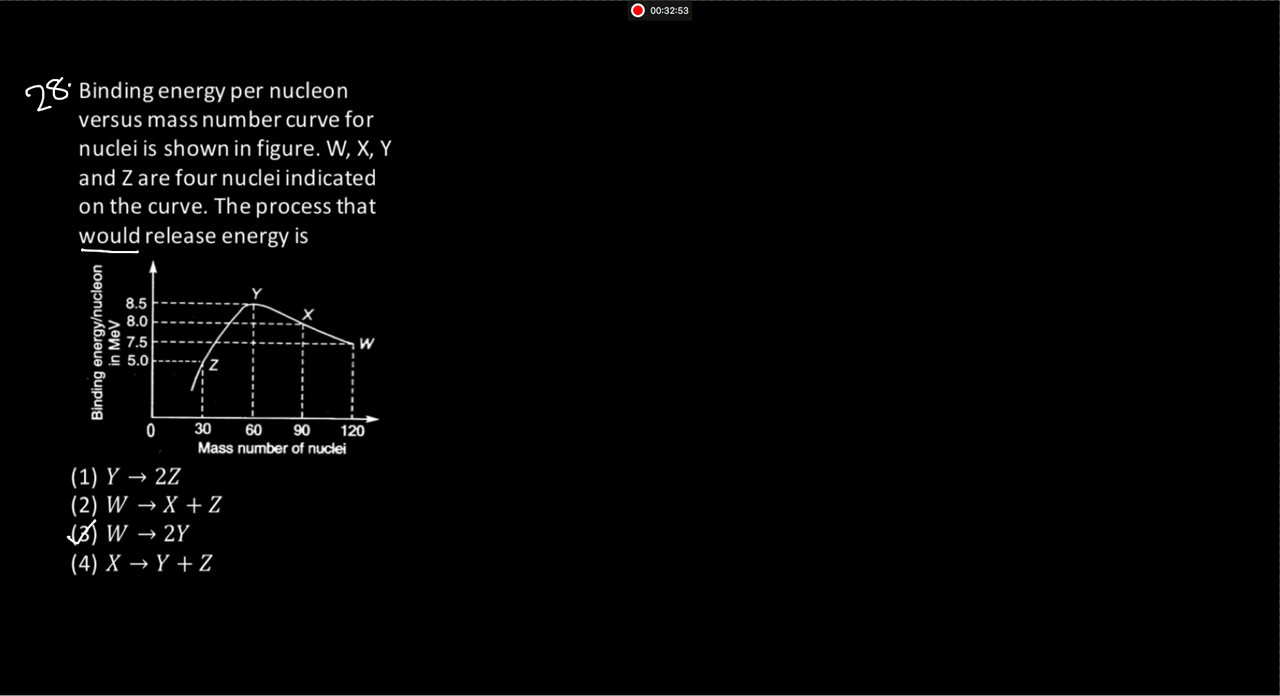 00:32:53
28. Binding energy per nucleon
versus mass number curve for
nuclei is shown in figure. W, X, Y
and Z are four nuclei indicated
on the curve. The process that
would release energy is
Binding energy/nucleon
in MeV
Y
8.5
X
8.0
7.5
W
5.0
Z
0 30 60 90 120
Mass number of nuclei
(1) Y → 2Z
(2) W → X + Z
(3) W → 2Y
(4) X → Y + Z